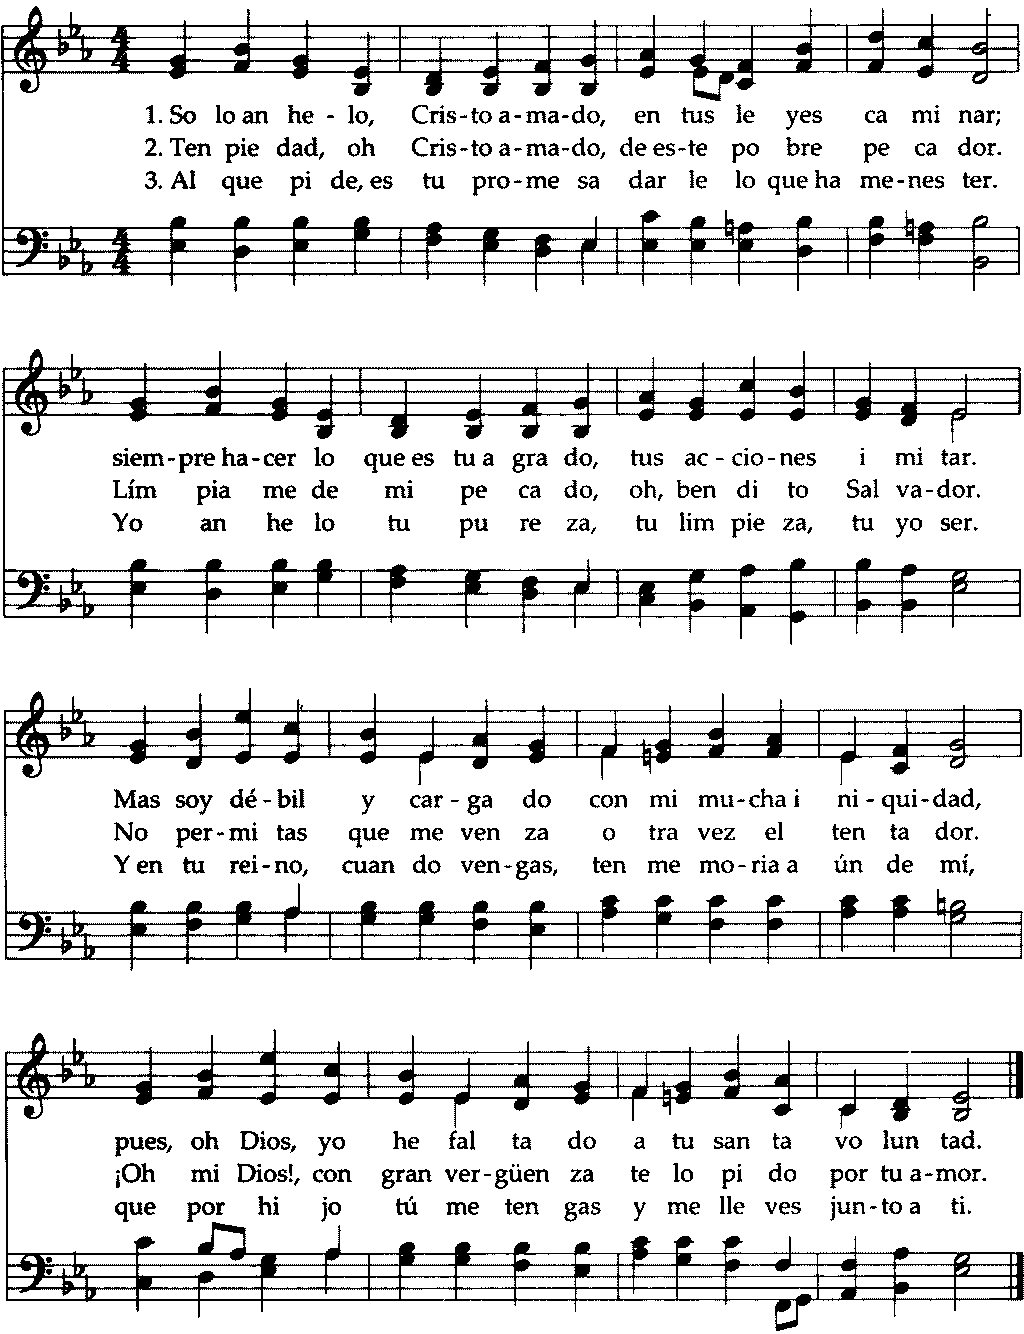 1. So lo an he - lo, Cris - to a - ma - do, en tus le yes ca mi nar;
2. Ten pie dad, oh Cris - to a - ma - do, de es - te po bre pe ca dor.
3. Al que pi de, es tu pro - me sa dar le lo que ha me - nes ter.
siem - pre ha - cer lo que es tu a gra do, tus ac - cio - nes i mi tar.
Lím pia me de mi pe ca do, oh, ben di to Sal va - dor.
Yo an he lo tu pu re za, tu lim pie za, tu yo ser.
Mas soy dé - bil y car - ga do con mi mu - cha i ni - qui - dad,
No per - mi tas que me ven za o tra vez el ten ta dor.
Y en tu rei - no, cuan do ven - gas, ten me mo - ria a ún de mí,
pues, oh Dios, yo he fal ta do a tu san ta vo lun tad.
¡Oh mi Dios!, con gran ver - güen za te lo pi do por tu a - mor.
que por hi jo tú me ten gas y me lle ves jun - to a ti.